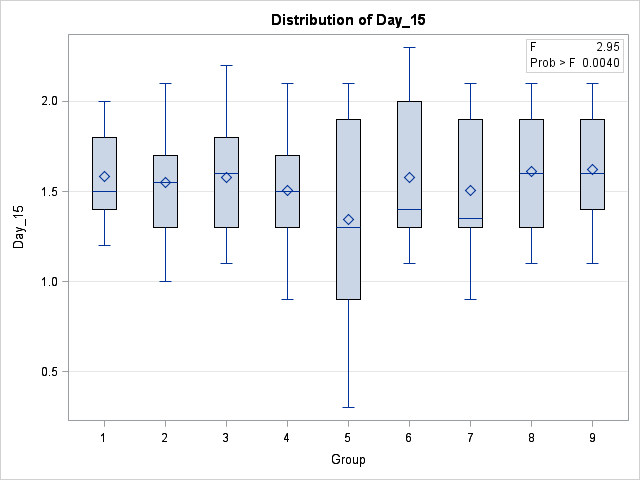 Distribution of Day_15
F 2.95
Prob > F 0.0040
2.0
1.5
1.0
0.5
Day_15
1 2 3 4 5 6 7 8 9
Group